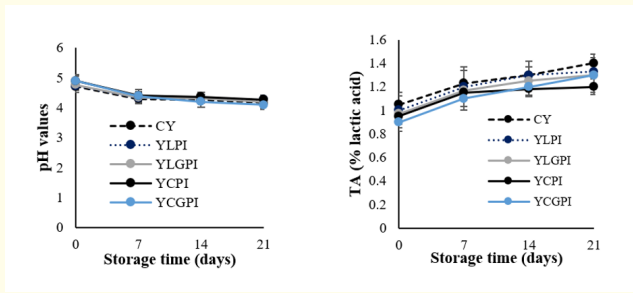 6
5
4
3
2
1
0
pH values
CY
YLPI
YLGPI
YCPI
YCGPI
0 7 14 21
Storage time (days)
1.6
1.4
1.2
1
0.8
0.6
0.4
0.2
0
TA (% lactic acid)
CY
YLPI
YLGPI
YCPI
YCGPI
0 7 14 21
Storage time (days)